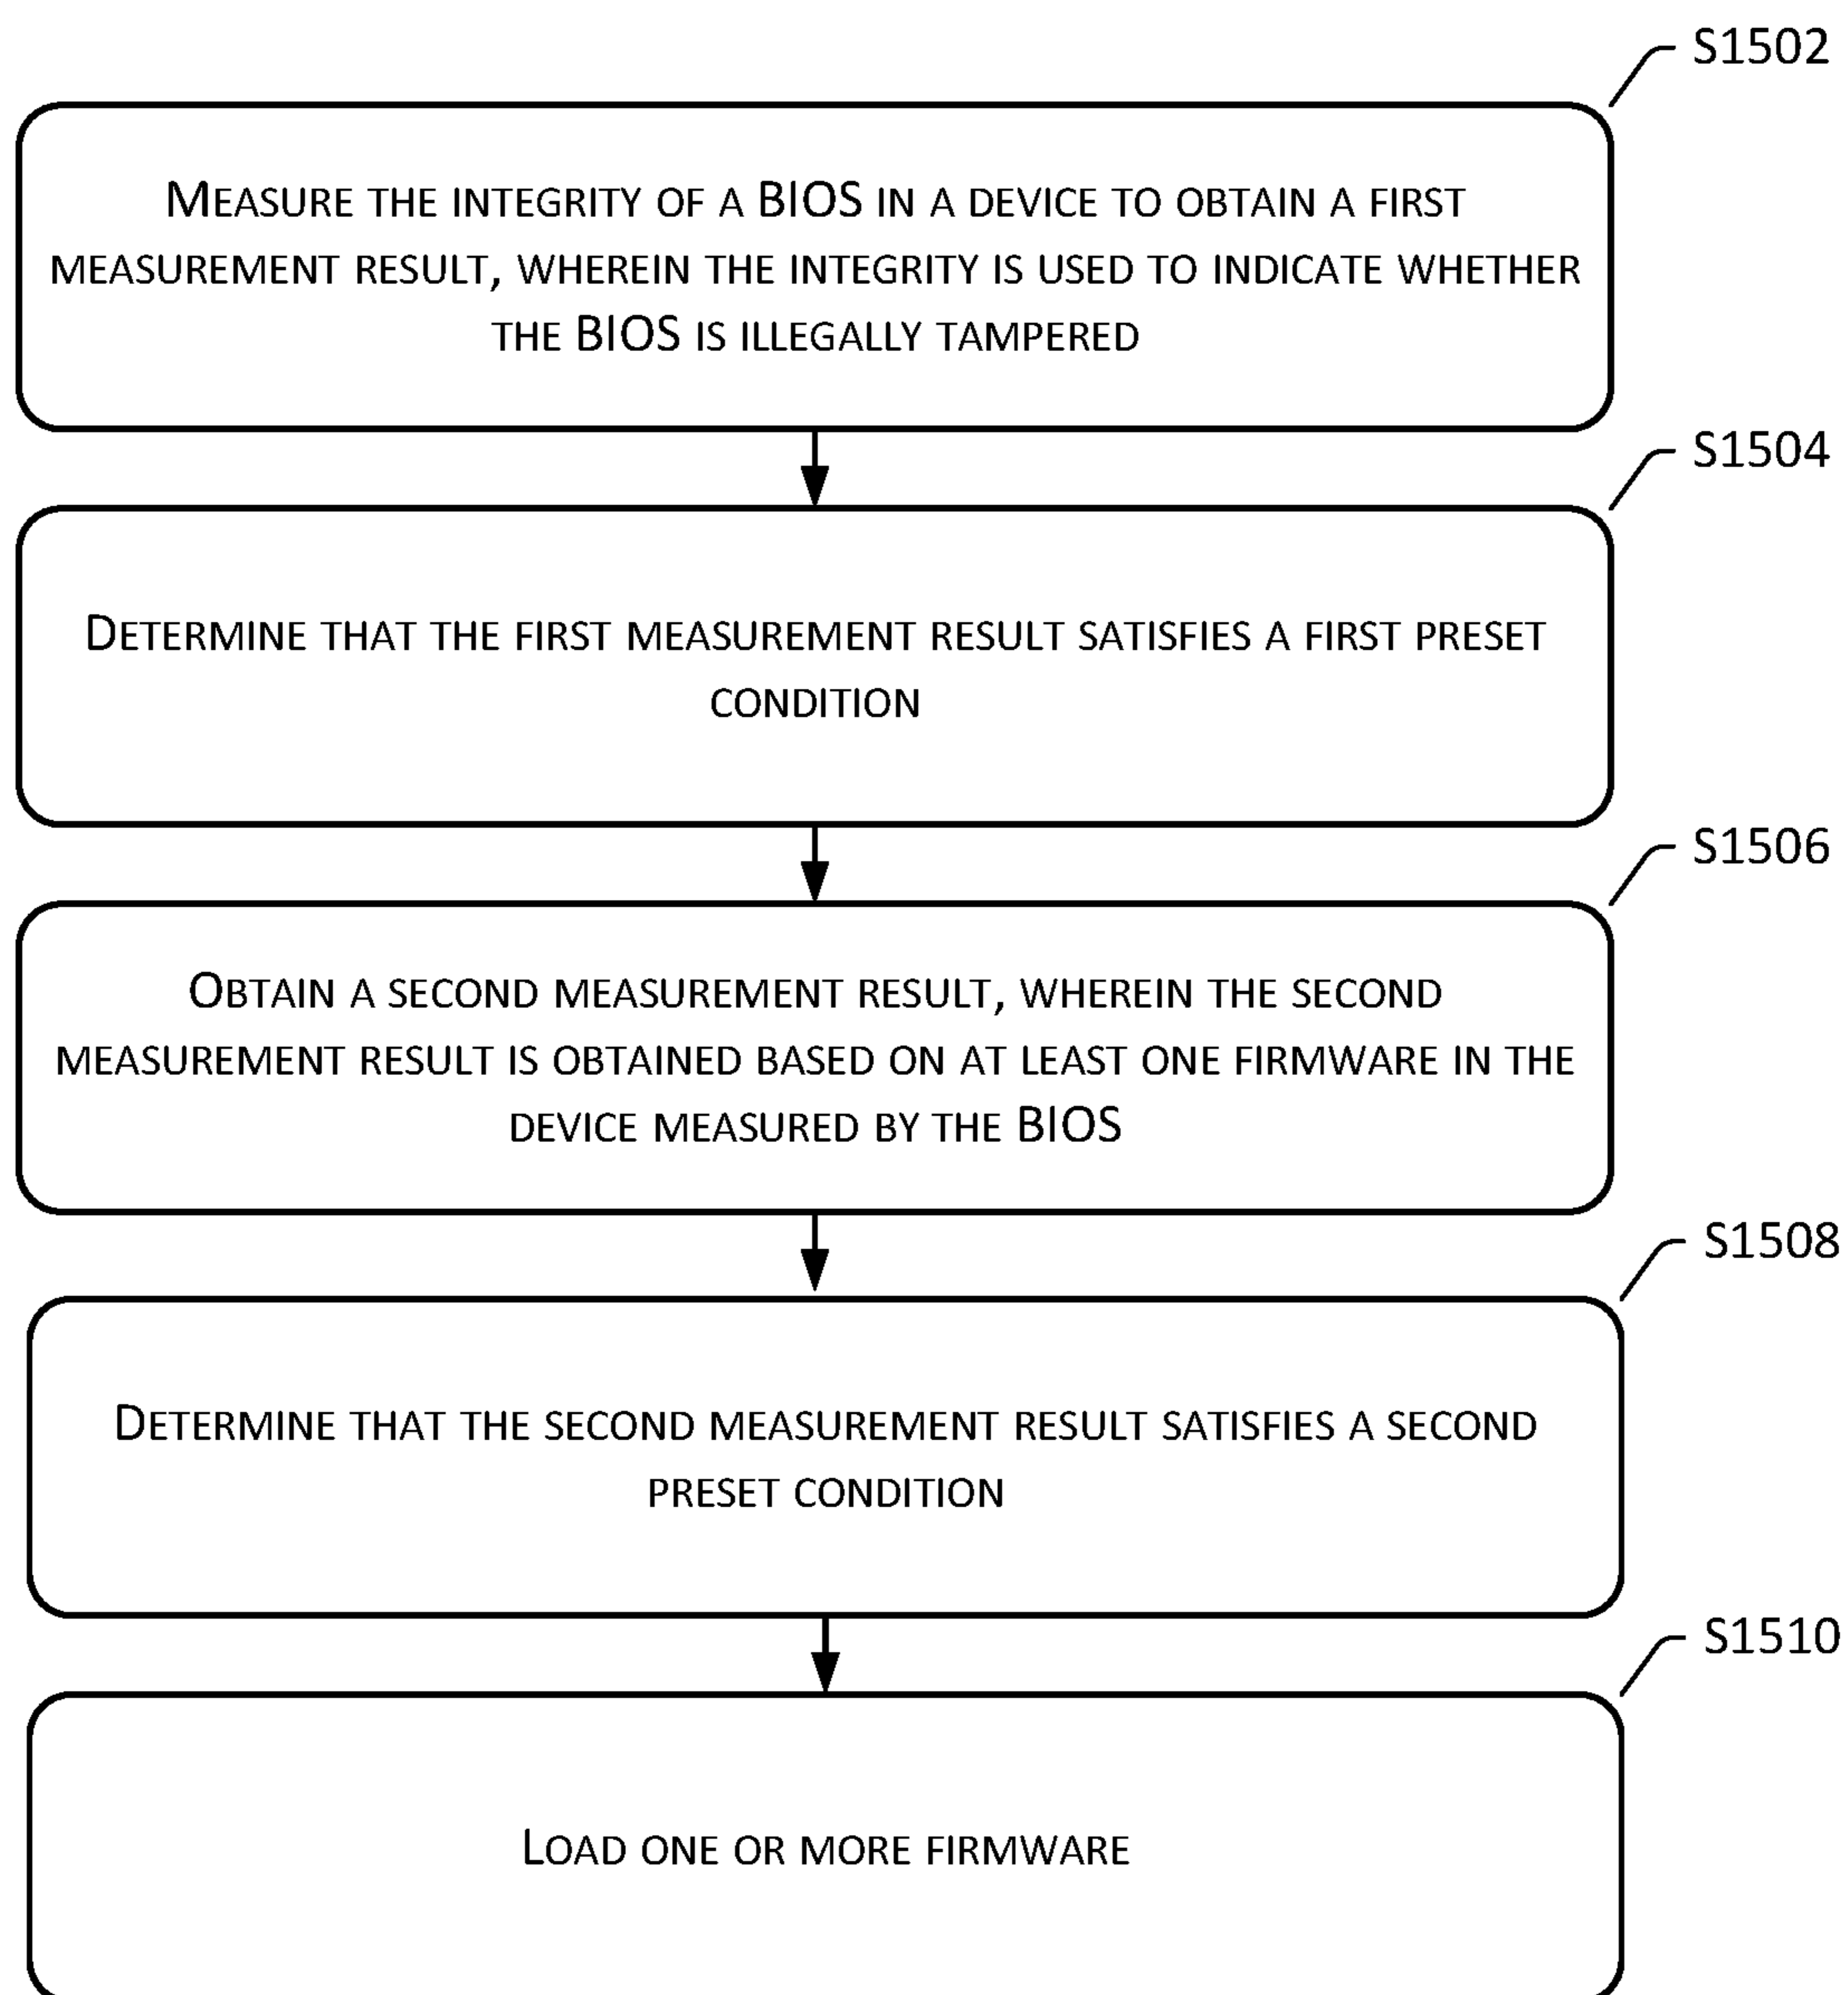 S1502
MEASURE THE INTEGRITY OF A BIOS IN A DEVICE TO OBTAIN A FIRST
MEASUREMENT RESULT, WHEREIN THE INTEGRITY IS USED TO INDICATE WHETHER
THE BIOS IS ILLEGALLY TAMPERED
S1504
DETERMINE THAT THE FIRST MEASUREMENT RESULT SATISFIES A FIRST PRESET
CONDITION
S1506
OBTAIN A SECOND MEASUREMENT RESULT, WHEREIN THE SECOND
MEASUREMENT RESULT IS OBTAINED BASED ON AT LEAST ONE FIRMWARE IN THE
DEVICE MEASURED BY THE BIOS
S1508
DETERMINE THAT THE SECOND MEASUREMENT RESULT SATISFIES A SECOND
PRESET CONDITION
S1510
LOAD ONE OR MORE FIRMWARE